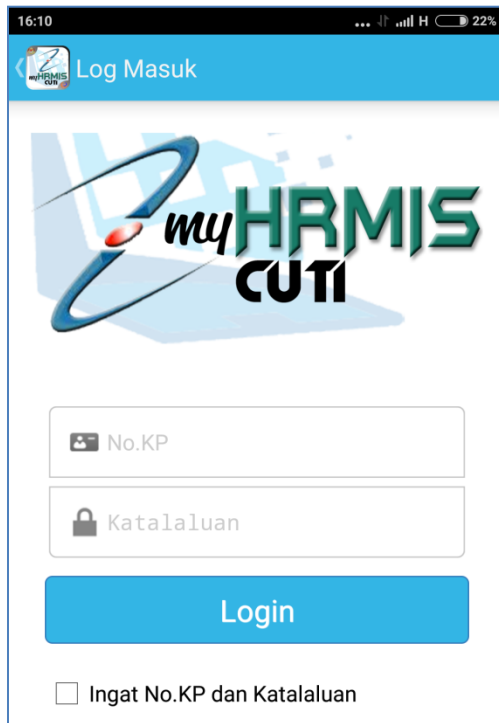 16:10 ... H 22%
myHRMIS CUTI Log Masuk
myHRMIS
CUTI
No.KP
Katalaluan
Login
Ingat No.KP dan Katalaluan